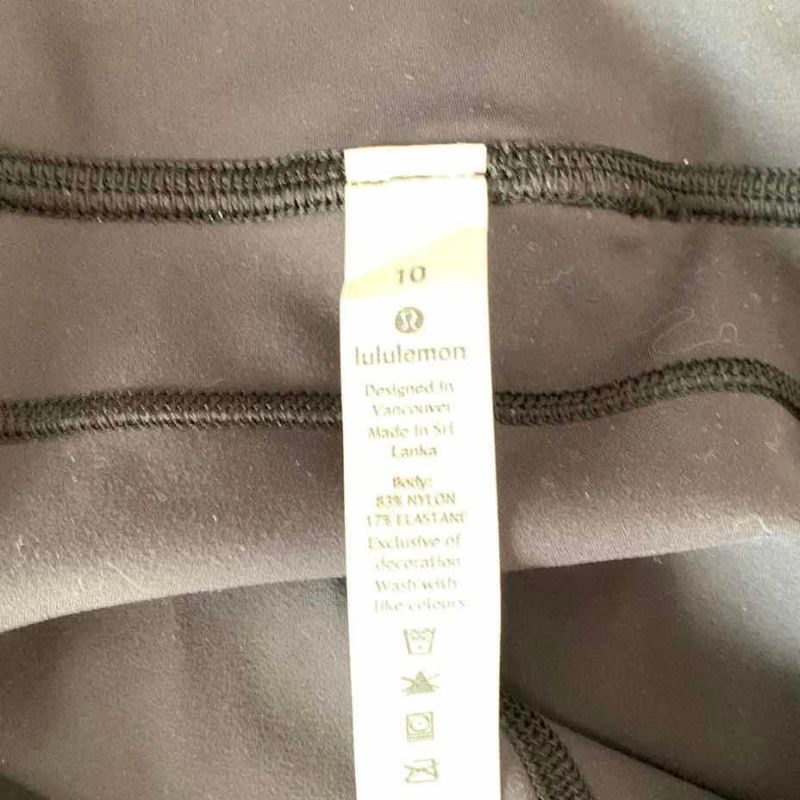 10
lululemon
Designed in
Vancouver
Made in Sri
Lanka
Body:
83% NYLON
17% ELASTANE
Exclusive of
decoration
Wash with
like colours